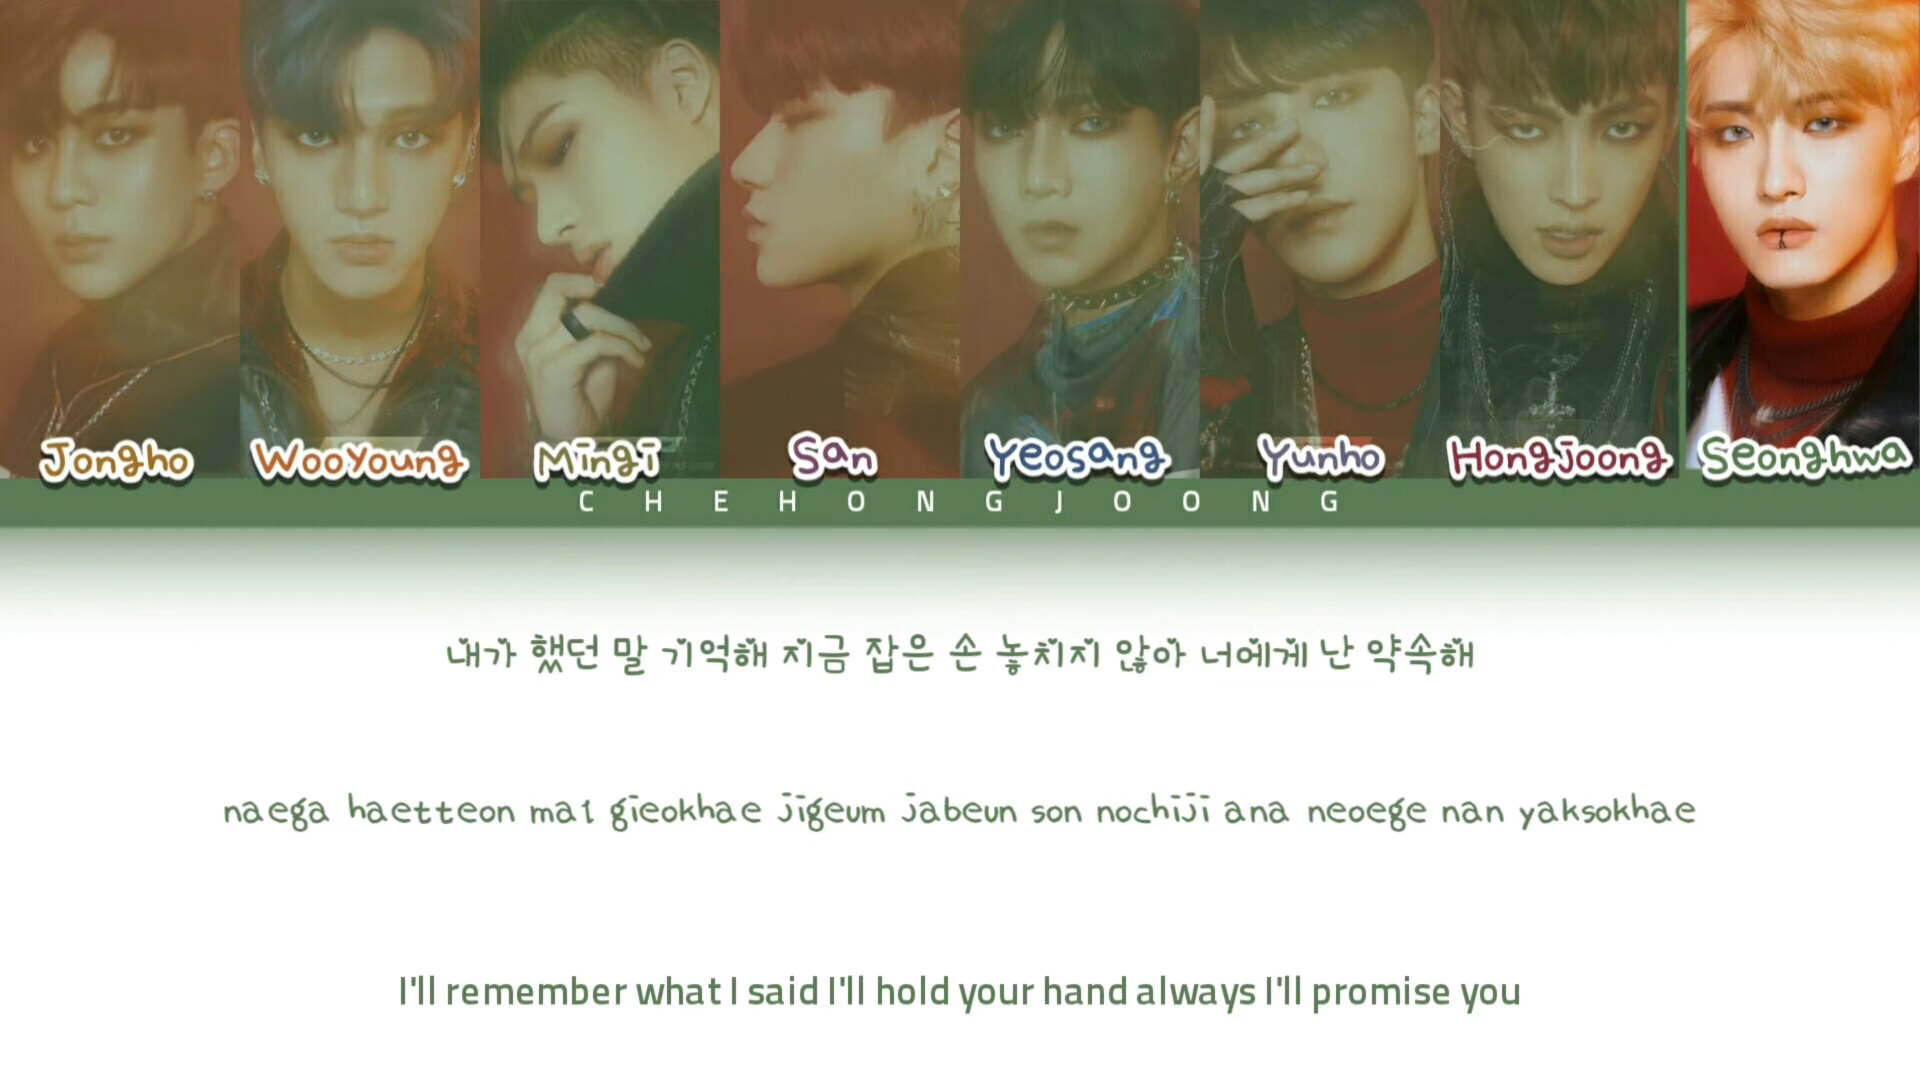 Jongho WooYoung Mingi San Yeosang Yunho Hongjoong Seonghwa
CHEHONGJOONG
내가 했던 말 기억해 지금 잡은 손 놓치지 않아 너에게 난 약속해
naega haetteon mal gieokhae jigeum jabeun son nochiji ana neoege nan yaksokhae
I'll remember what I said I'll hold your hand always I'll promise you